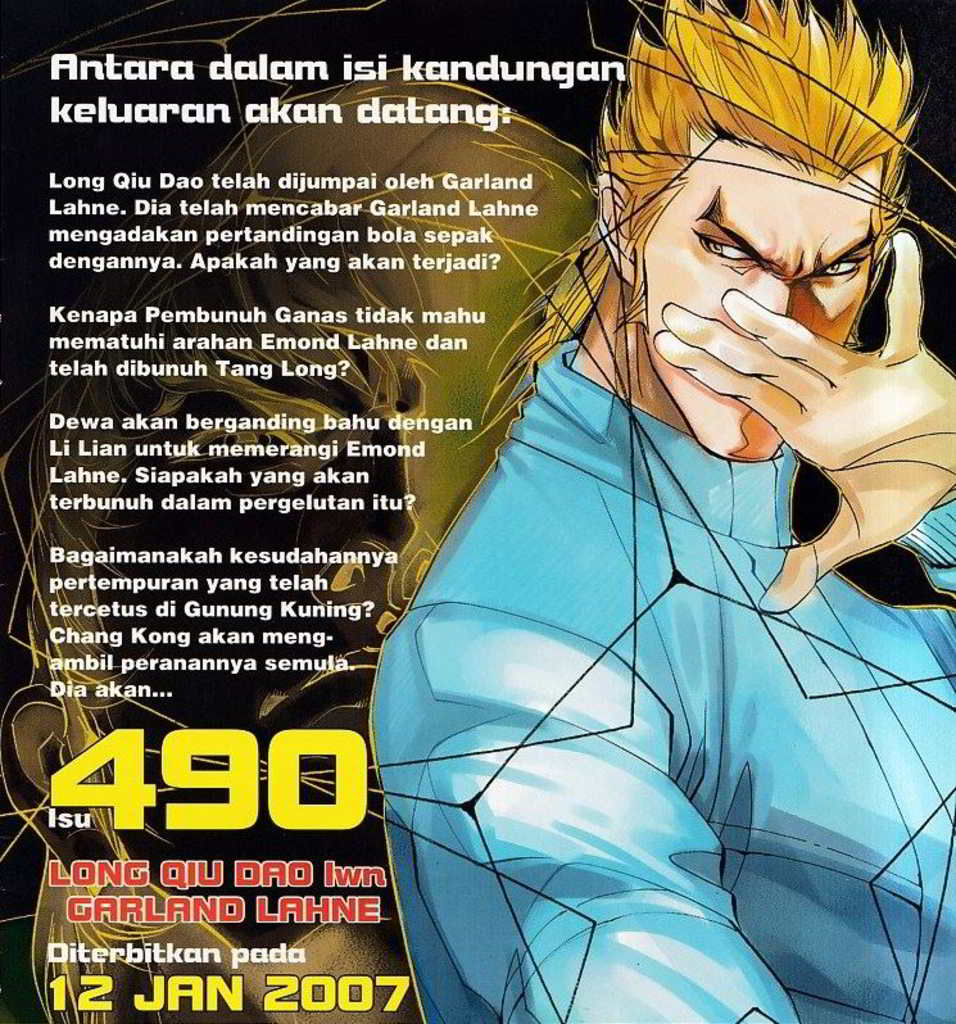 Antara dalam isi kandungan
keluaran akan datang:
Long Qiu Dao telah dijumpai oleh Garland
Lahne. Dia telah mencabar Garland Lahne
mengadakan pertandingan bola sepak
dengannya. Apakah yang akan terjadi?
Kenapa Pembunuh Ganas tidak mahu
mematuhi arahan Emond Lahne dan
telah dibunuh Tang Long?
Dewa akan berganding bahu dengan
Li Lian untuk memerangi Emond
Lahne. Siapakah yang akan
terbunuh dalam pergelutan itu?
Bagaimanakah kesudahannya
pertempuran yang telah
tercetus di Gunung Kuning?
Chang Kong akan meng-
ambil peranannya semula.
Dia akan...
Isu 490
LONG QIU DAO lwn
GARLAND LAHNE
Diterbitkan pada
12 JAN 2007